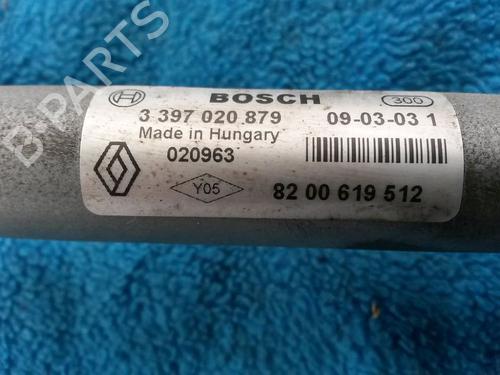 BOSCH 300
3 397 020 879 09-03-03 1
Made in Hungary
020963
Y05 82 00 619 512
B-PARTS